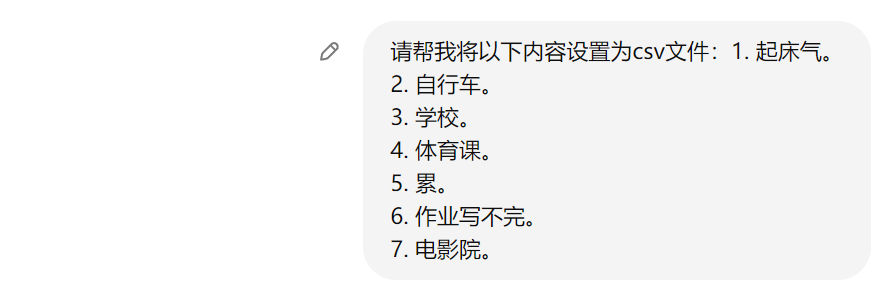 请帮我将以下内容设置为csv文件：1. 起床气。
2. 自行车。
3. 学校。
4. 体育课。
5. 累。
6. 作业写不完。
7. 电影院。